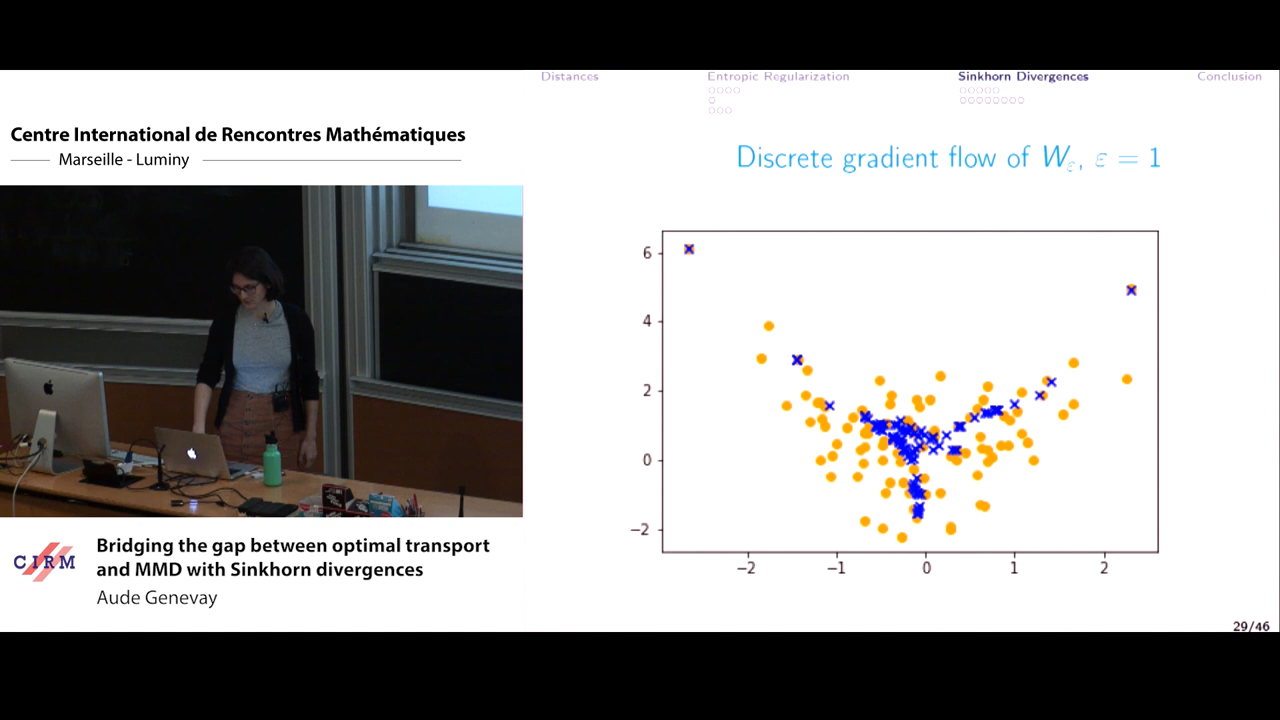 Distances
Entropic Regularization
Sinkhorn Divergences
Conclusion
Centre International de Rencontres Mathématiques
Marseille - Luminy
Discrete gradient flow of Wε, ε = 1
6
4
2
0
−2
−2
−1
0
1
2
CIRM
Bridging the gap between optimal transport
and MMD with Sinkhorn divergences
Aude Genevay
29/46